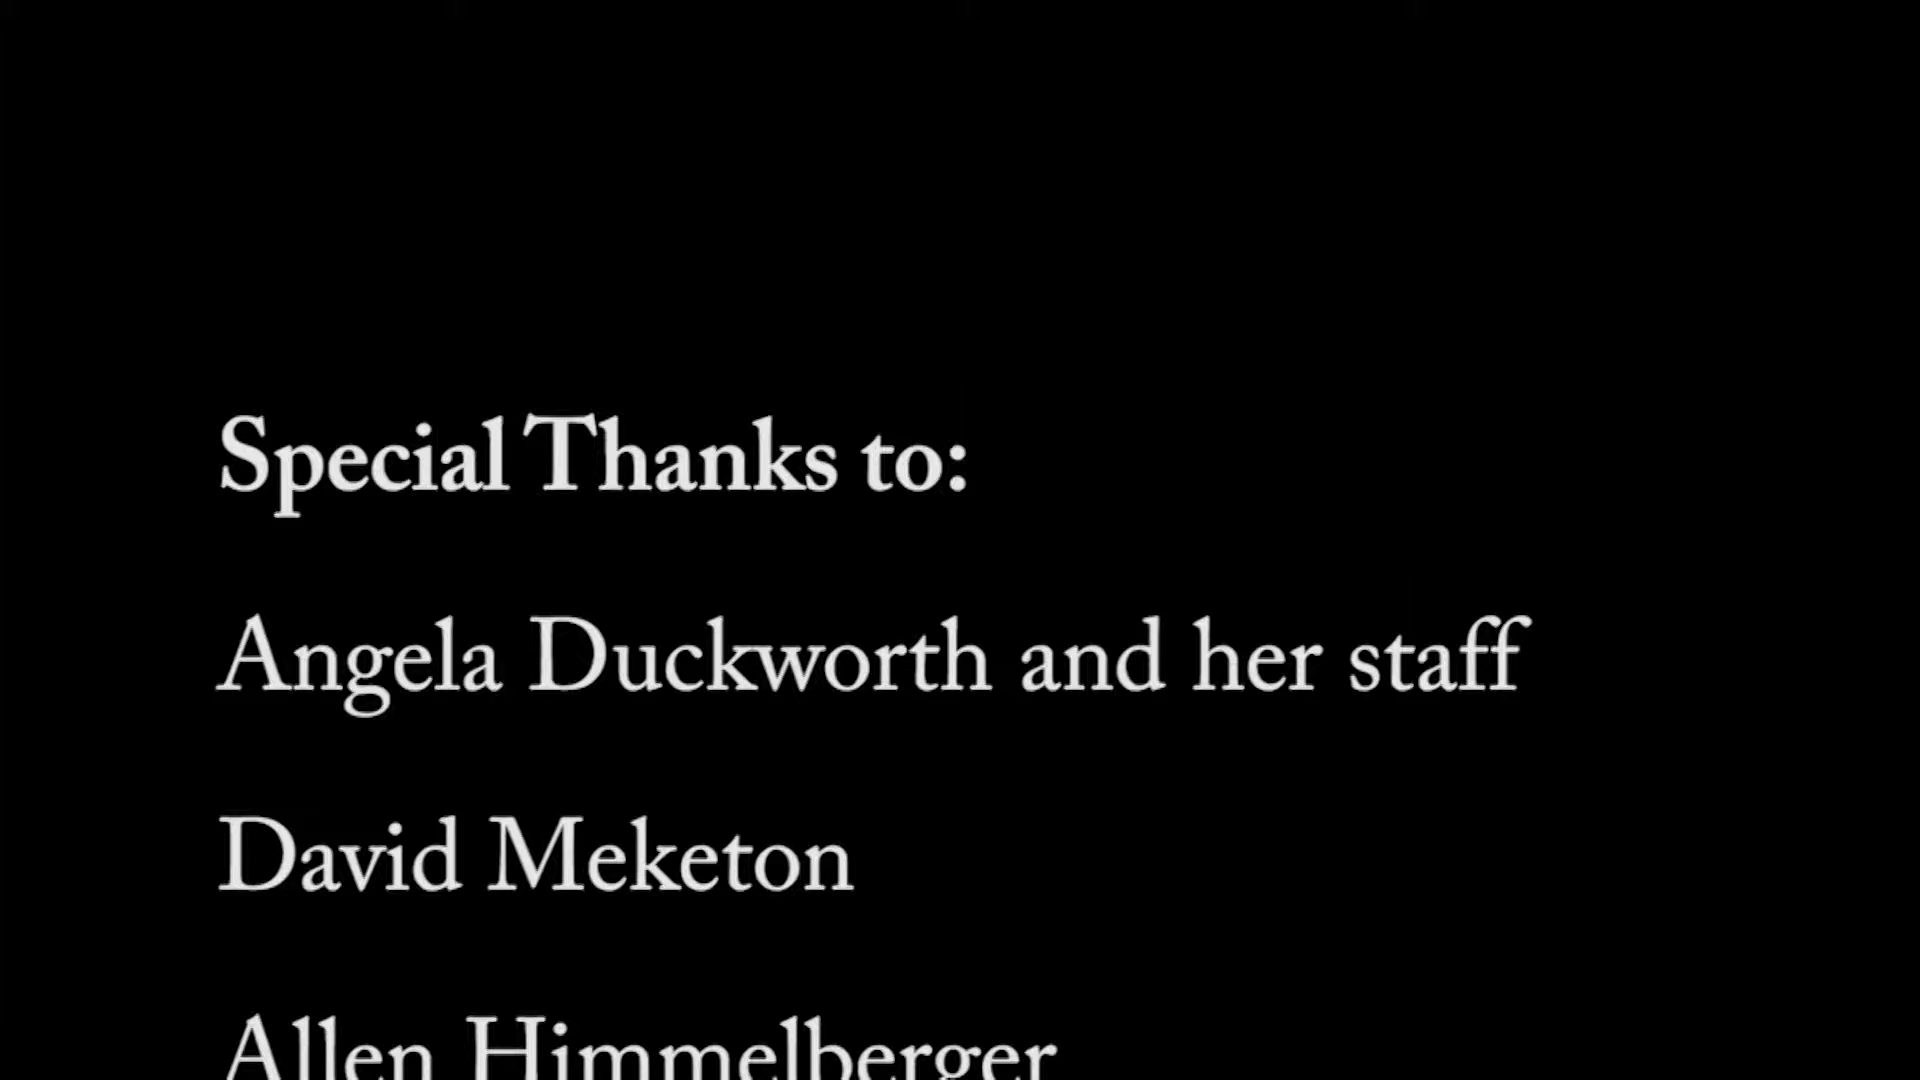 Special Thanks to:
Angela Duckworth and her staff
David Meketon
Allen Himmelberger